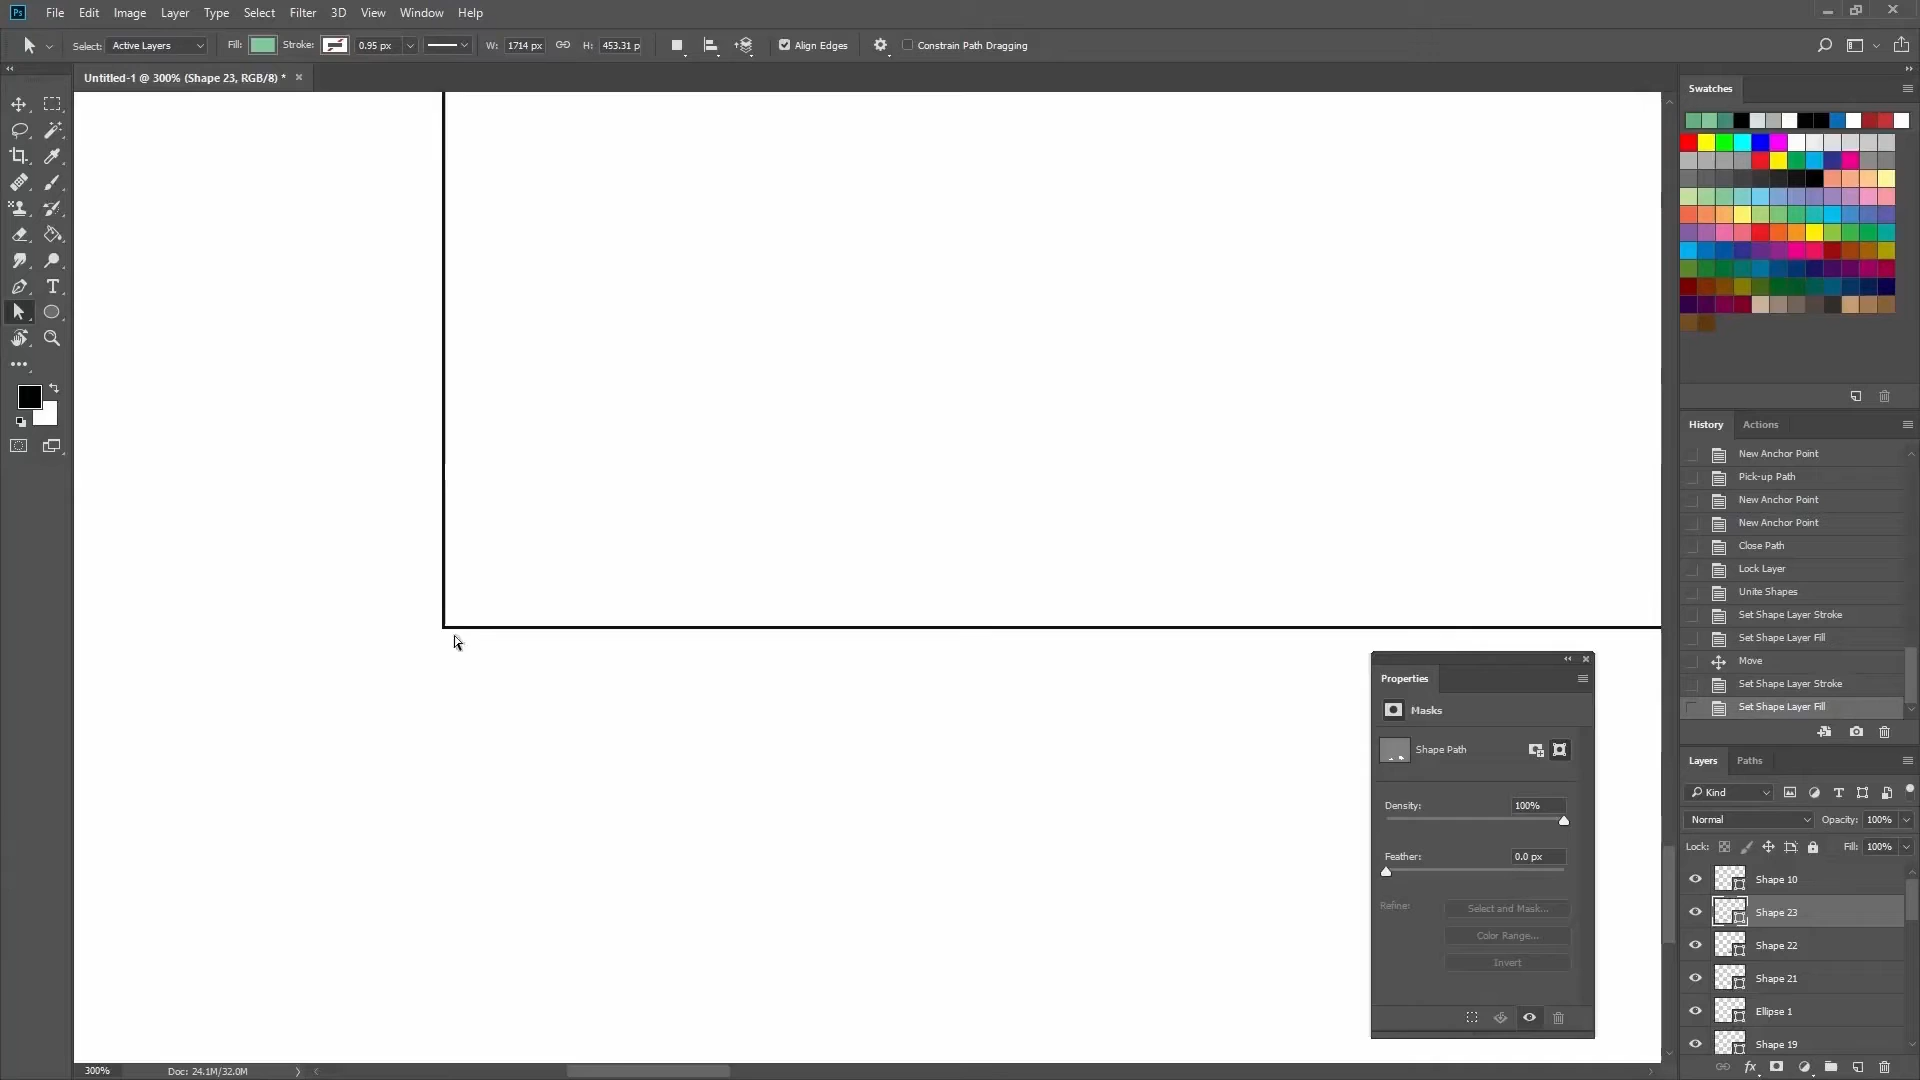 Ps File Edit Image Layer Type Select Filter 3D View Window Help
Select: Active Layers Fill: Stroke: 0.95 px W: 1714 px H: 453.31 p Align Edges Constrain Path Dragging
Untitled-1 @ 300% (Shape 23, RGB/8) *
Swatches
History Actions
New Anchor Point
Pick-up Path
New Anchor Point
New Anchor Point
Close Path
Lock Layer
Unite Shapes
Set Shape Layer Stroke
Set Shape Layer Fill
Move
Set Shape Layer Stroke
Set Shape Layer Fill
Properties
Masks
Shape Path
Density: 100%
Feather: 0.0 px
Refine: Select and Mask...
Color Range...
Invert
Layers Paths
Kind
Normal Opacity: 100%
Lock: Fill: 100%
Shape 10
Shape 23
Shape 22
Shape 21
Ellipse 1
Shape 19
300% Doc: 24.1M/32.0M